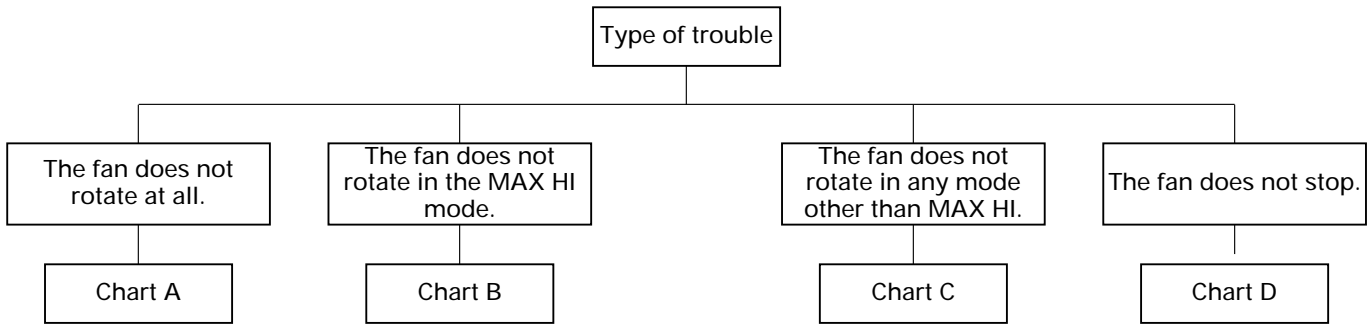 Type of trouble
The fan does not
rotate at all.
The fan does not
rotate in the MAX HI
mode.
The fan does not
rotate in any mode
other than MAX HI.
The fan does not stop.
Chart A
Chart B
Chart C
Chart D